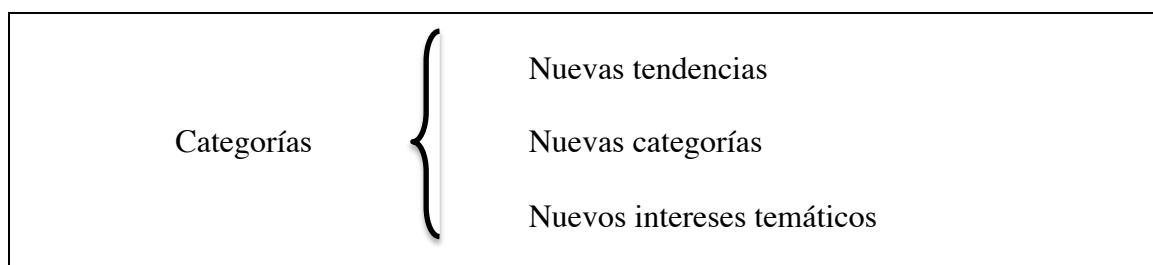 Nuevas tendencias
Categorías
Nuevas categorías
Nuevos intereses temáticos